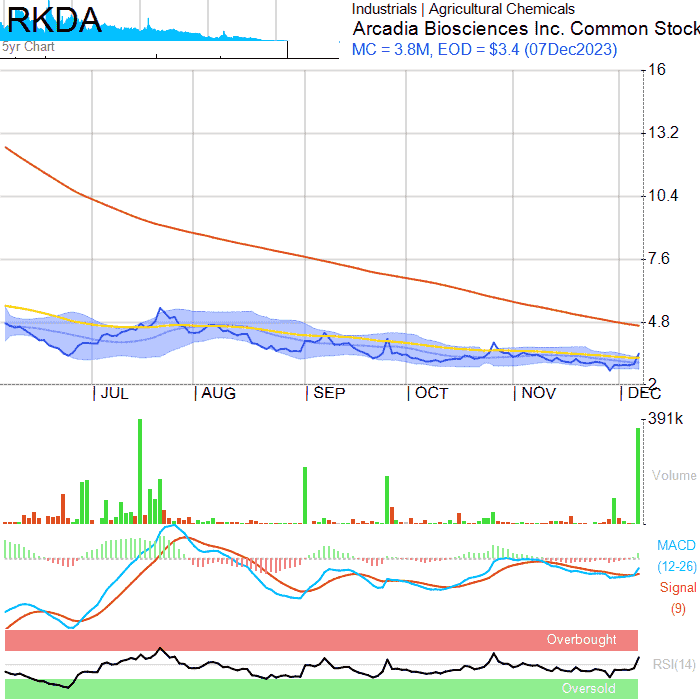 RKDA
5yr Chart
Industrials | Agricultural Chemicals
Arcadia Biosciences Inc. Common Stock
MC = 3.8M, EOD = $3.4 (07Dec2023)
16
13.2
10.4
7.6
4.8
2
JUL AUG SEP OCT NOV DEC
391k
Volume
MACD
(12-26)
Signal
(9)
Overbought
RSI(14)
Oversold